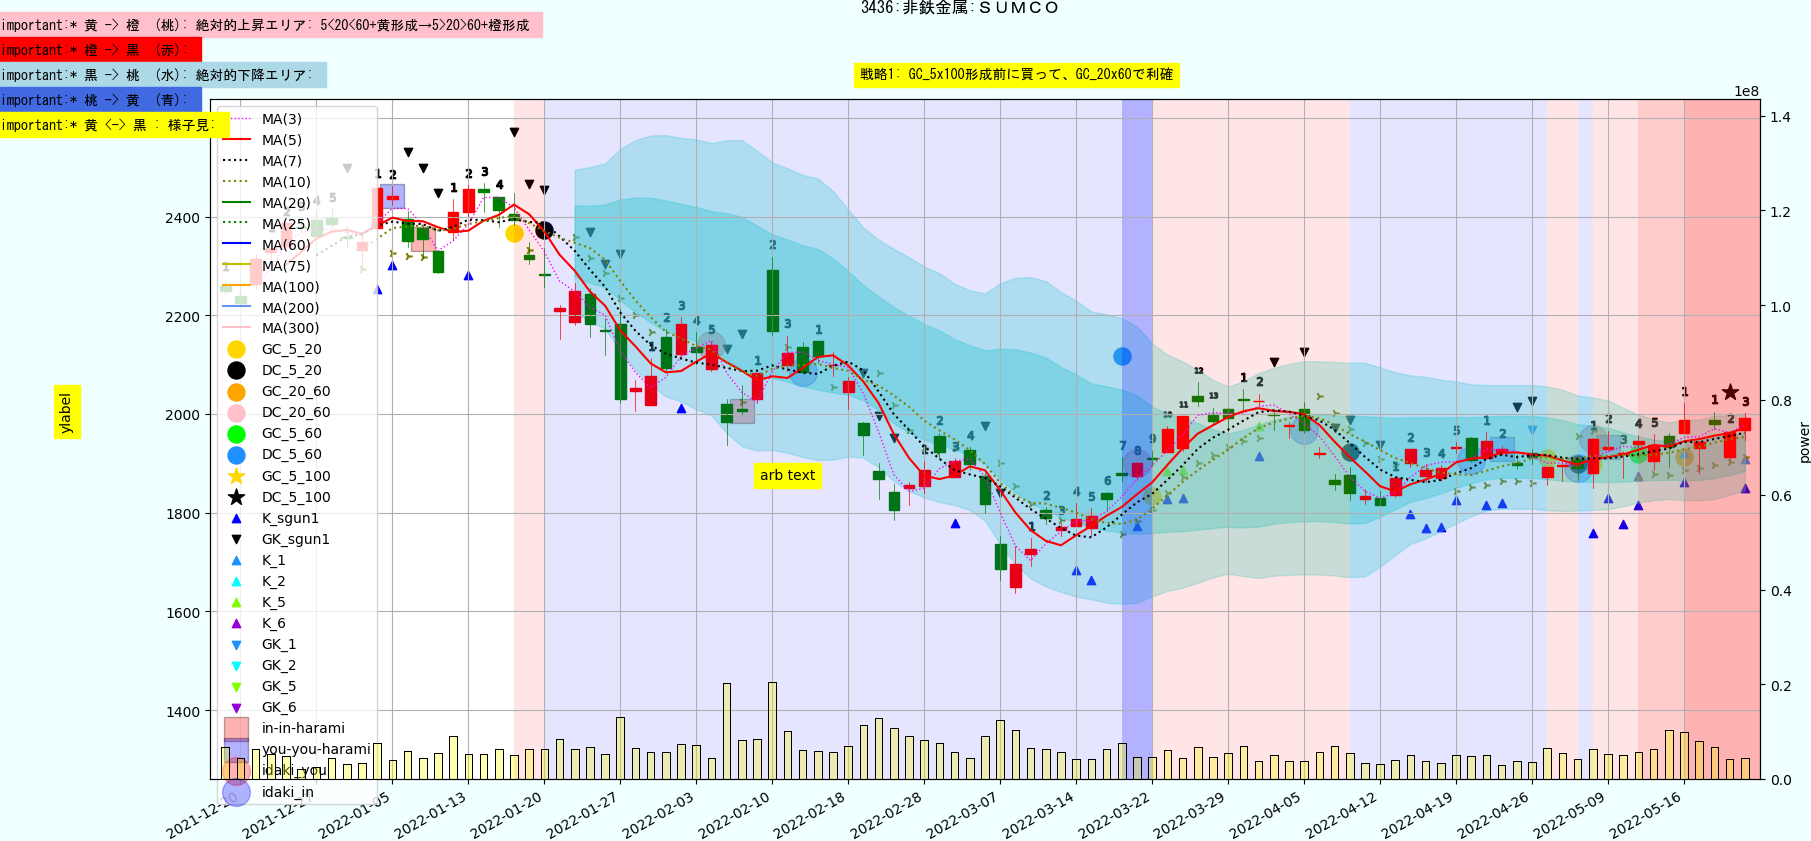 3436:非鉄金属:ＳＵＭＣＯ
important:* 黄 -> 橙 （桃）: 絶対的上昇エリア: 5<20<60+黄形成→5>20>60+橙形成
important:* 橙 -> 黒 （赤）:
important:* 黒 -> 桃 （水）: 絶対的下降エリア:
戦略1: GC_5x100形成前に買って、GC_20x60で利確
important:* 桃 -> 黄 （青）:
important:* 黄 <-> 黒 : 様子見:
1e8
MA(3)
MA(5)
MA(7)
MA(10)
MA(20)
MA(25)
MA(60)
MA(75)
MA(100)
MA(200)
MA(300)
GC_5_20
DC_5_20
GC_20_60
DC_20_60
GC_5_60
DC_5_60
GC_5_100
DC_5_100
K_sgun1
GK_sgun1
K_1
K_2
K_5
K_6
GK_1
GK_2
GK_5
GK_6
in-in-harami
you-you-harami
idaki_you
idaki_in
2400
2200
2000
1800
1600
1400
ylabel
arb text
1.4
1.2
1.0
0.8
0.6
0.4
0.2
0.0
power
2022-01-05
2022-01-13
2022-01-20
2022-01-27
2022-02-03
2022-02-10
2022-02-18
2022-02-28
2022-03-07
2022-03-14
2022-03-22
2022-03-29
2022-04-05
2022-04-12
2022-04-19
2022-04-26
2022-05-09
2022-05-16